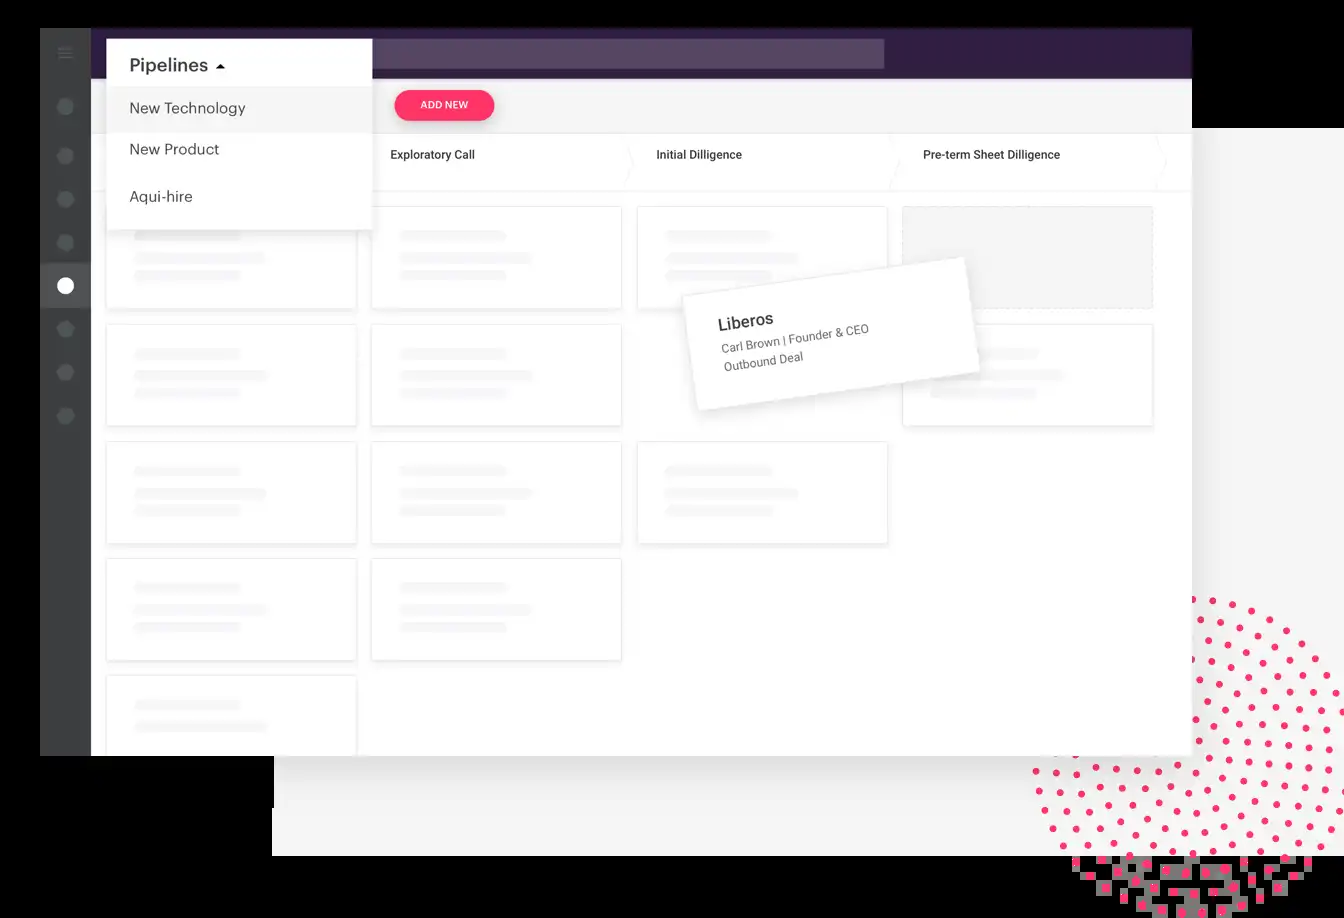 Pipelines
New Technology
New Product
Aqui-hire
ADD NEW
Exploratory Call
Initial Dilligence
Pre-term Sheet Dilligence
Liberos
Carl Brown | Founder & CEO
Outbound Deal